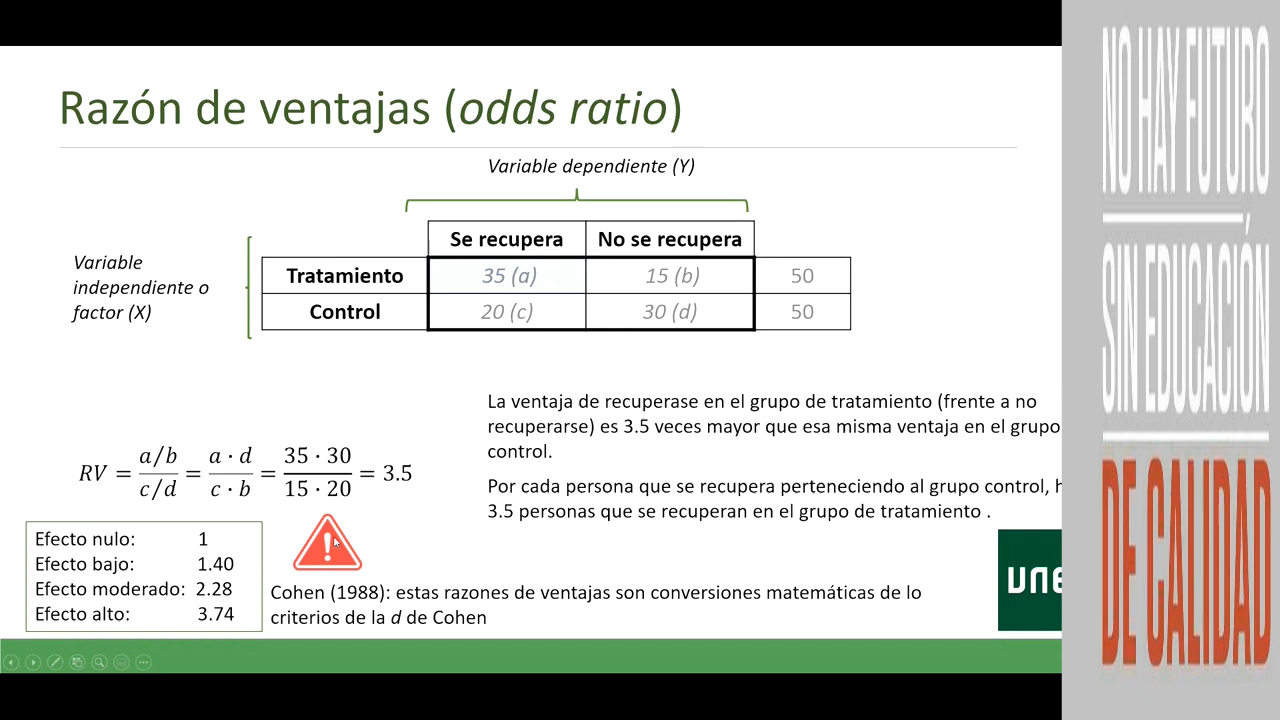 Razón de ventajas (odds ratio)
Variable dependiente (Y)
Se recupera No se recupera
Variable
independiente o
factor (X)
Tratamiento 35 (a) 15 (b) 50
Control 20 (c) 30 (d) 50
La ventaja de recuperase en el grupo de tratamiento (frente a no
recuperarse) es 3.5 veces mayor que esa misma ventaja en el grupo
control.
RV = \frac{a/b}{c/d} = \frac{a · d}{c · b} = \frac{35 · 30}{15 · 20} = 3.5
Por cada persona que se recupera perteneciendo al grupo control,
3.5 personas que se recuperan en el grupo de tratamiento .
Efecto nulo: 1
Efecto bajo: 1.40
Efecto moderado: 2.28
Efecto alto: 3.74
Cohen (1988): estas razones de ventajas son conversiones matemáticas de lo
criterios de la d de Cohen
NO HAY FUTURO
SIN EDUCACIÓN
DE CALIDAD